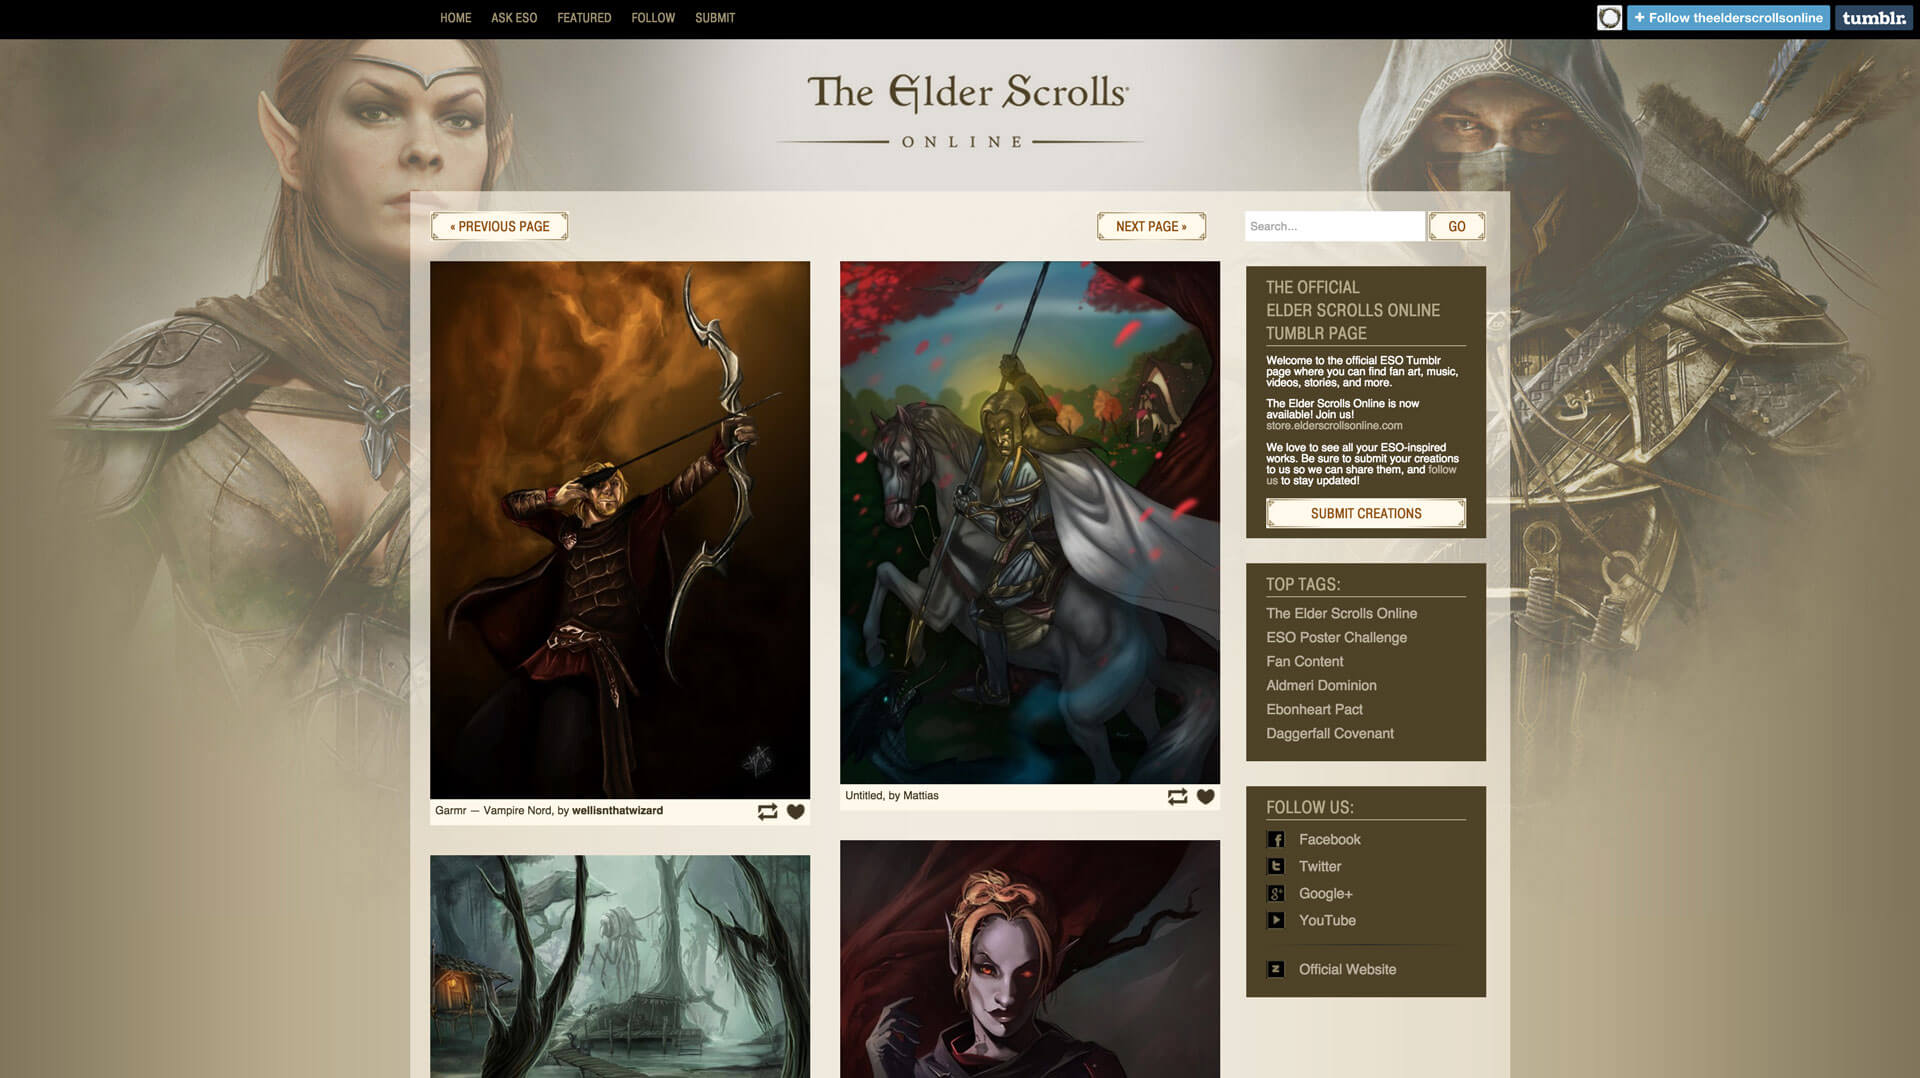 HOME ASK ESO FEATURED FOLLOW SUBMIT
+ Follow theelderscrollsonline
tumblr.
The Elder Scrolls
ONLINE
« PREVIOUS PAGE
NEXT PAGE »
Search...
GO
THE OFFICIAL
ELDER SCROLLS ONLINE
TUMBLR PAGE
Welcome to the official ESO Tumblr
page where you can find fan art, music,
videos, stories, and more.
The Elder Scrolls Online is now
available! Join us!
store.elderscrollsonline.com
We love to see all your ESO-inspired
works. Be sure to submit your creations
to us so we can share them, and follow
us to stay updated!
SUBMIT CREATIONS
TOP TAGS:
The Elder Scrolls Online
ESO Poster Challenge
Fan Content
Aldmeri Dominion
Ebonheart Pact
Daggerfall Covenant
Garmr — Vampire Nord, by wellisnthatwizard
Untitled, by Mattias
FOLLOW US:
Facebook
Twitter
Google+
YouTube
Official Website